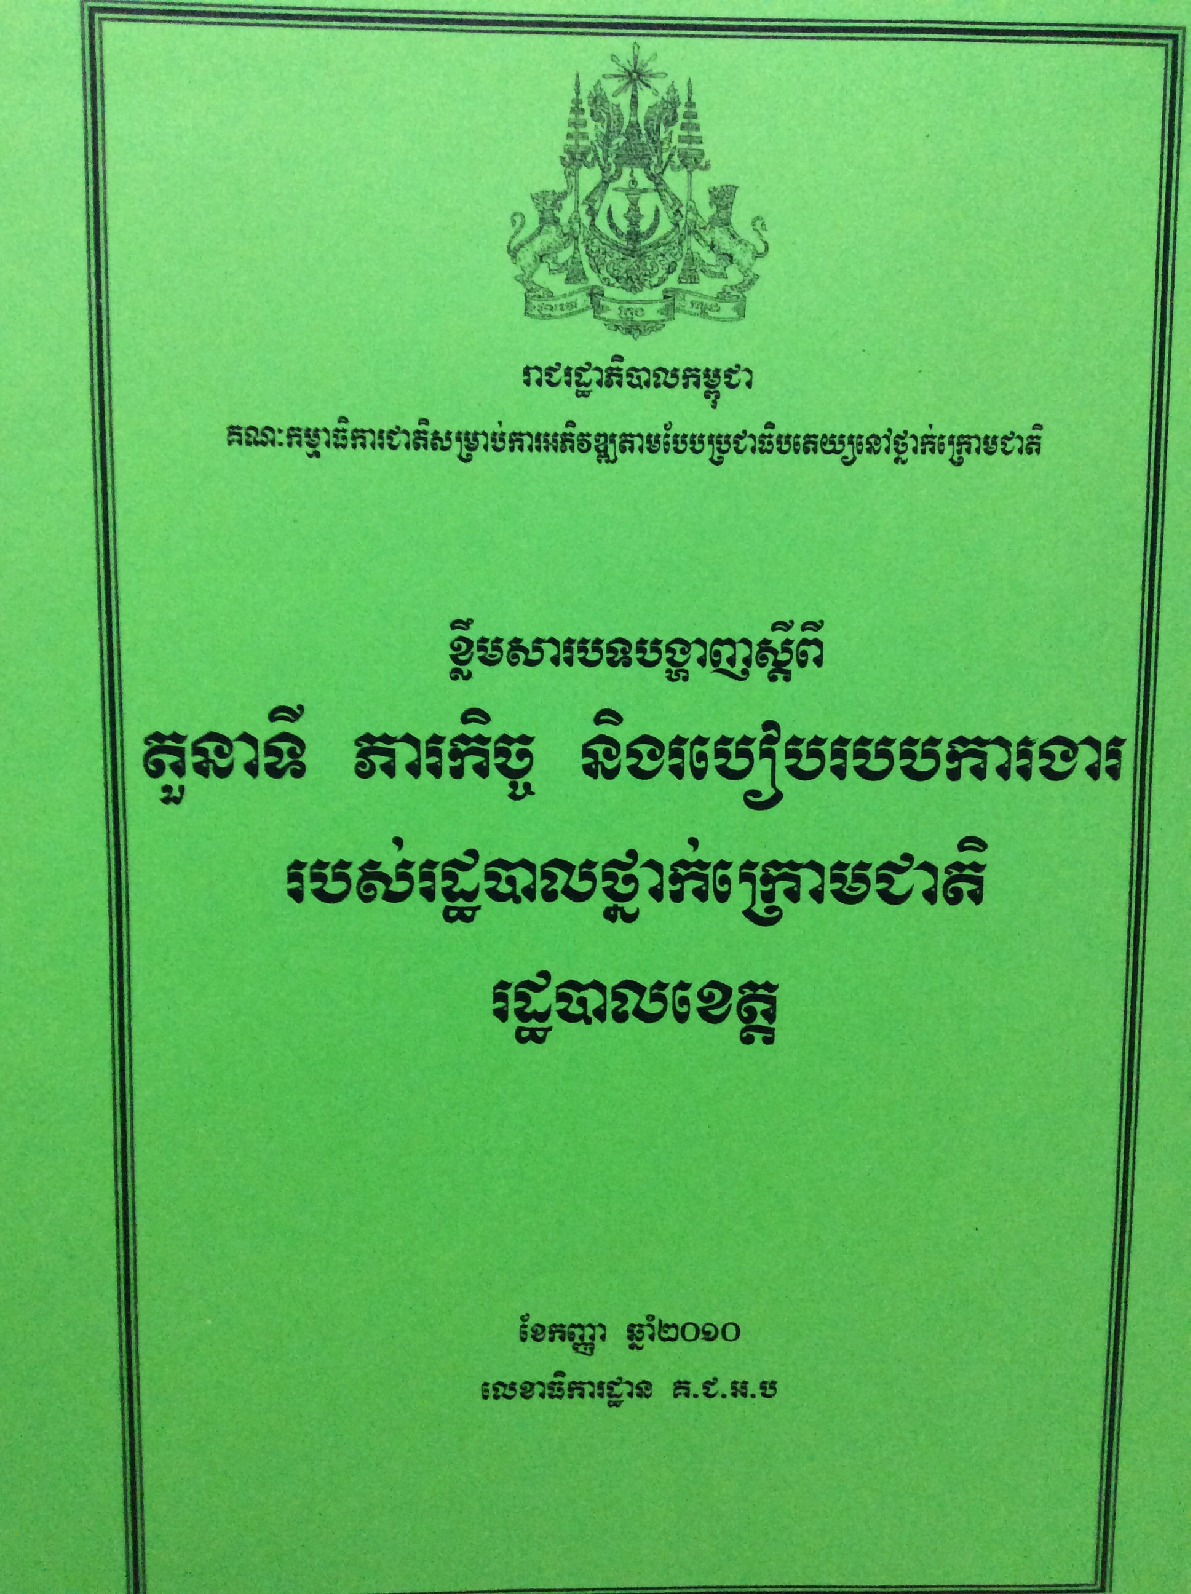 រាជរដ្ឋាភិបាលកម្ពុជា
គណៈកម្មាធិការជាតិសម្រាប់ការអភិវឌ្ឍតាមបែបប្រជាធិបតេយ្យនៅថ្នាក់ក្រោមជាតិ
ខ្លឹមសារបទបង្ហាញស្តីពី
តួនាទី ភារកិច្ច និងរបៀបរបបការងារ
របស់រដ្ឋបាលថ្នាក់ក្រោមជាតិ
រដ្ឋបាលខេត្ត
ខែកញ្ញា ឆ្នាំ២០១០
លេខាធិការដ្ឋាន គ.ជ.អ.ប